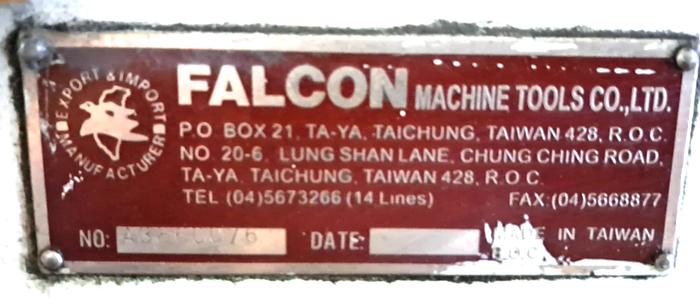 EXPORT & IMPORT
MANUFACTURER
FALCON MACHINE TOOLS CO.,LTD.
P.O. BOX 21, TA-YA, TAICHUNG, TAIWAN 428, R.O.C.
NO. 20-6, LUNG SHAN LANE, CHUNG CHING ROAD,
TA-YA, TAICHUNG, TAIWAN 428, R.O.C.
TEL (04)5673266 (14 Lines) FAX:(04)5668877
NO: DATE: MADE IN TAIWAN
R.O.C.